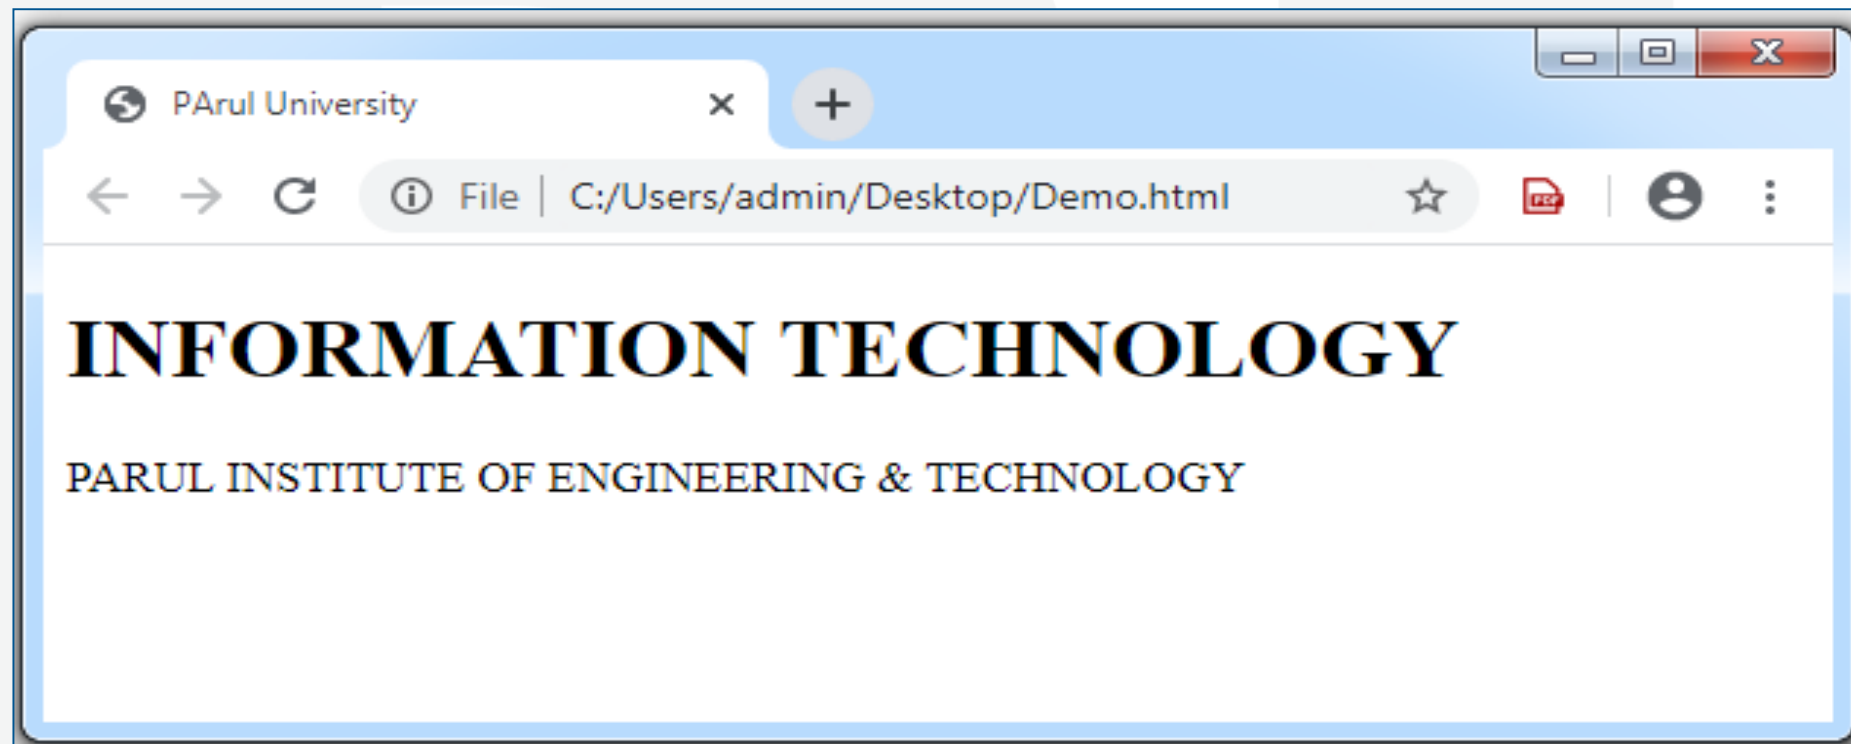 PArul University
File | C:/Users/admin/Desktop/Demo.html
INFORMATION TECHNOLOGY
PARUL INSTITUTE OF ENGINEERING & TECHNOLOGY